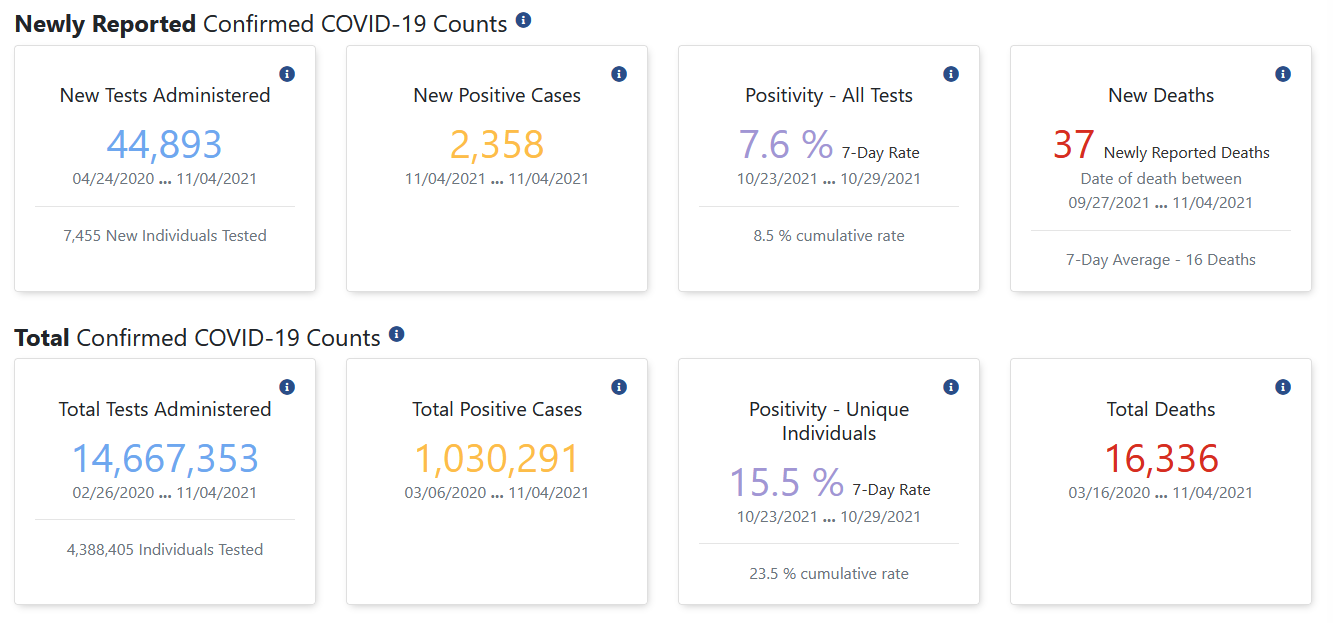 Newly Reported Confirmed COVID-19 Counts
New Tests Administered
44,893
04/24/2020 ... 11/04/2021
7,455 New Individuals Tested
New Positive Cases
2,358
11/04/2021 ... 11/04/2021
Positivity - All Tests
7.6 % 7-Day Rate
10/23/2021 ... 10/29/2021
8.5 % cumulative rate
New Deaths
37 Newly Reported Deaths
Date of death between
09/27/2021 ... 11/04/2021
7-Day Average - 16 Deaths
Total Confirmed COVID-19 Counts
Total Tests Administered
14,667,353
02/26/2020 ... 11/04/2021
4,388,405 Individuals Tested
Total Positive Cases
1,030,291
03/06/2020 ... 11/04/2021
Positivity - Unique
Individuals
15.5 % 7-Day Rate
10/23/2021 ... 10/29/2021
23.5 % cumulative rate
Total Deaths
16,336
03/16/2020 ... 11/04/2021